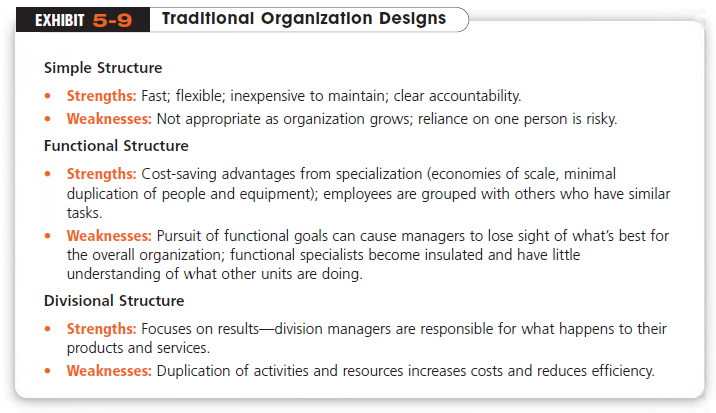 EXHIBIT 5-9 Traditional Organization Designs
Simple Structure
• Strengths: Fast; flexible; inexpensive to maintain; clear accountability.
• Weaknesses: Not appropriate as organization grows; reliance on one person is risky.
Functional Structure
• Strengths: Cost-saving advantages from specialization (economies of scale, minimal
duplication of people and equipment); employees are grouped with others who have similar
tasks.
• Weaknesses: Pursuit of functional goals can cause managers to lose sight of what's best for
the overall organization; functional specialists become insulated and have little
understanding of what other units are doing.
Divisional Structure
• Strengths: Focuses on results—division managers are responsible for what happens to their
products and services.
• Weaknesses: Duplication of activities and resources increases costs and reduces efficiency.